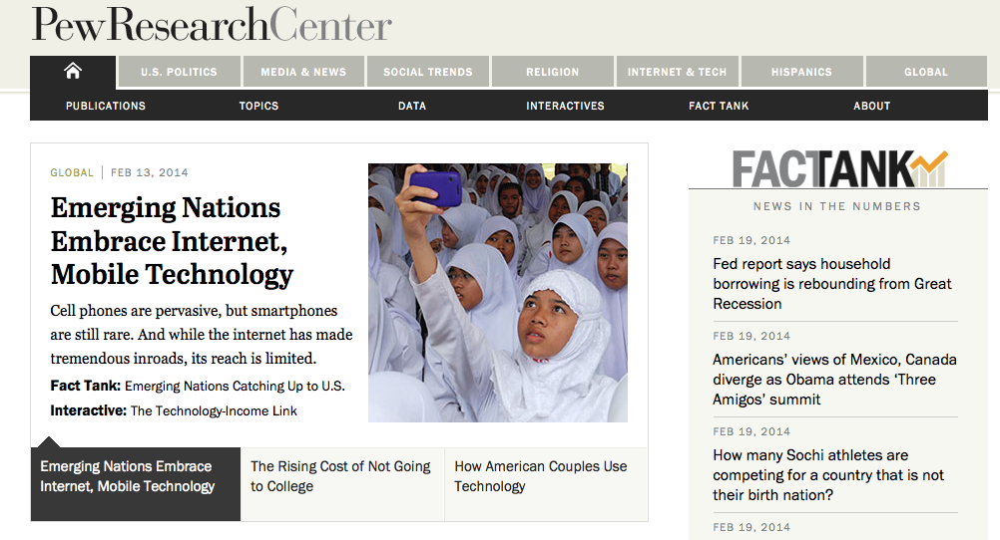 PewResearchCenter
U.S. POLITICS
MEDIA & NEWS
SOCIAL TRENDS
RELIGION
INTERNET & TECH
HISPANICS
GLOBAL
PUBLICATIONS
TOPICS
DATA
INTERACTIVES
FACT TANK
ABOUT
GLOBAL | FEB 13, 2014
Emerging Nations
Embrace Internet,
Mobile Technology
Cell phones are pervasive, but smartphones
are still rare. And while the internet has made
tremendous inroads, its reach is limited.
Fact Tank: Emerging Nations Catching Up to U.S.
Interactive: The Technology-Income Link
Emerging Nations Embrace
Internet, Mobile Technology
The Rising Cost of Not Going
to College
How American Couples Use
Technology
FACTTANK
NEWS IN THE NUMBERS
FEB 19, 2014
Fed report says household
borrowing is rebounding from Great
Recession
FEB 19, 2014
Americans’ views of Mexico, Canada
diverge as Obama attends ‘Three
Amigos’ summit
FEB 19, 2014
How many Sochi athletes are
competing for a country that is not
their birth nation?
FEB 19, 2014